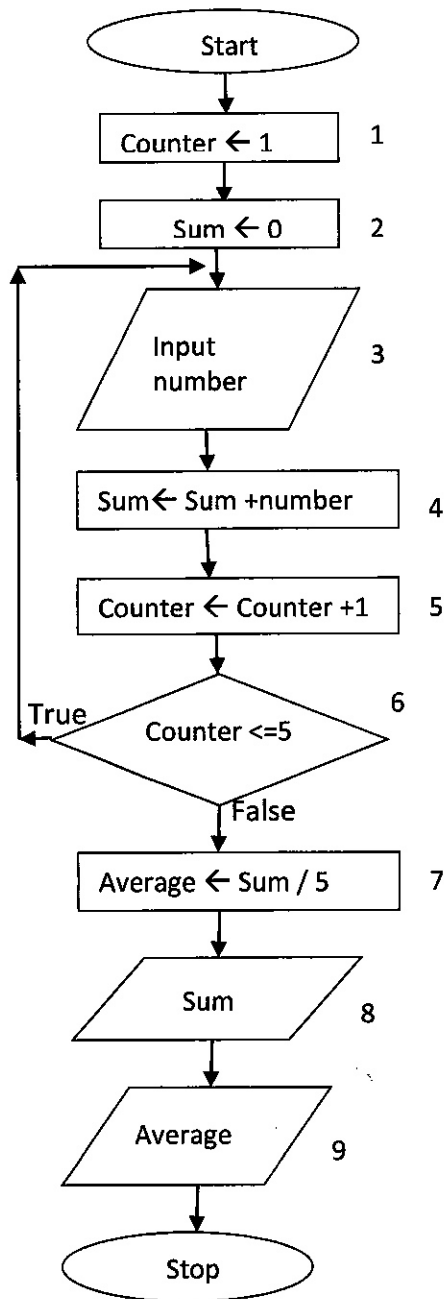 Start
Counter ← 1 1
Sum ← 0 2
Input
number
3
Sum← Sum +number 4
Counter ← Counter +1 5
6
True
Counter <=5
False
Average ← Sum / 5 7
Sum
8
Average
9
Stop